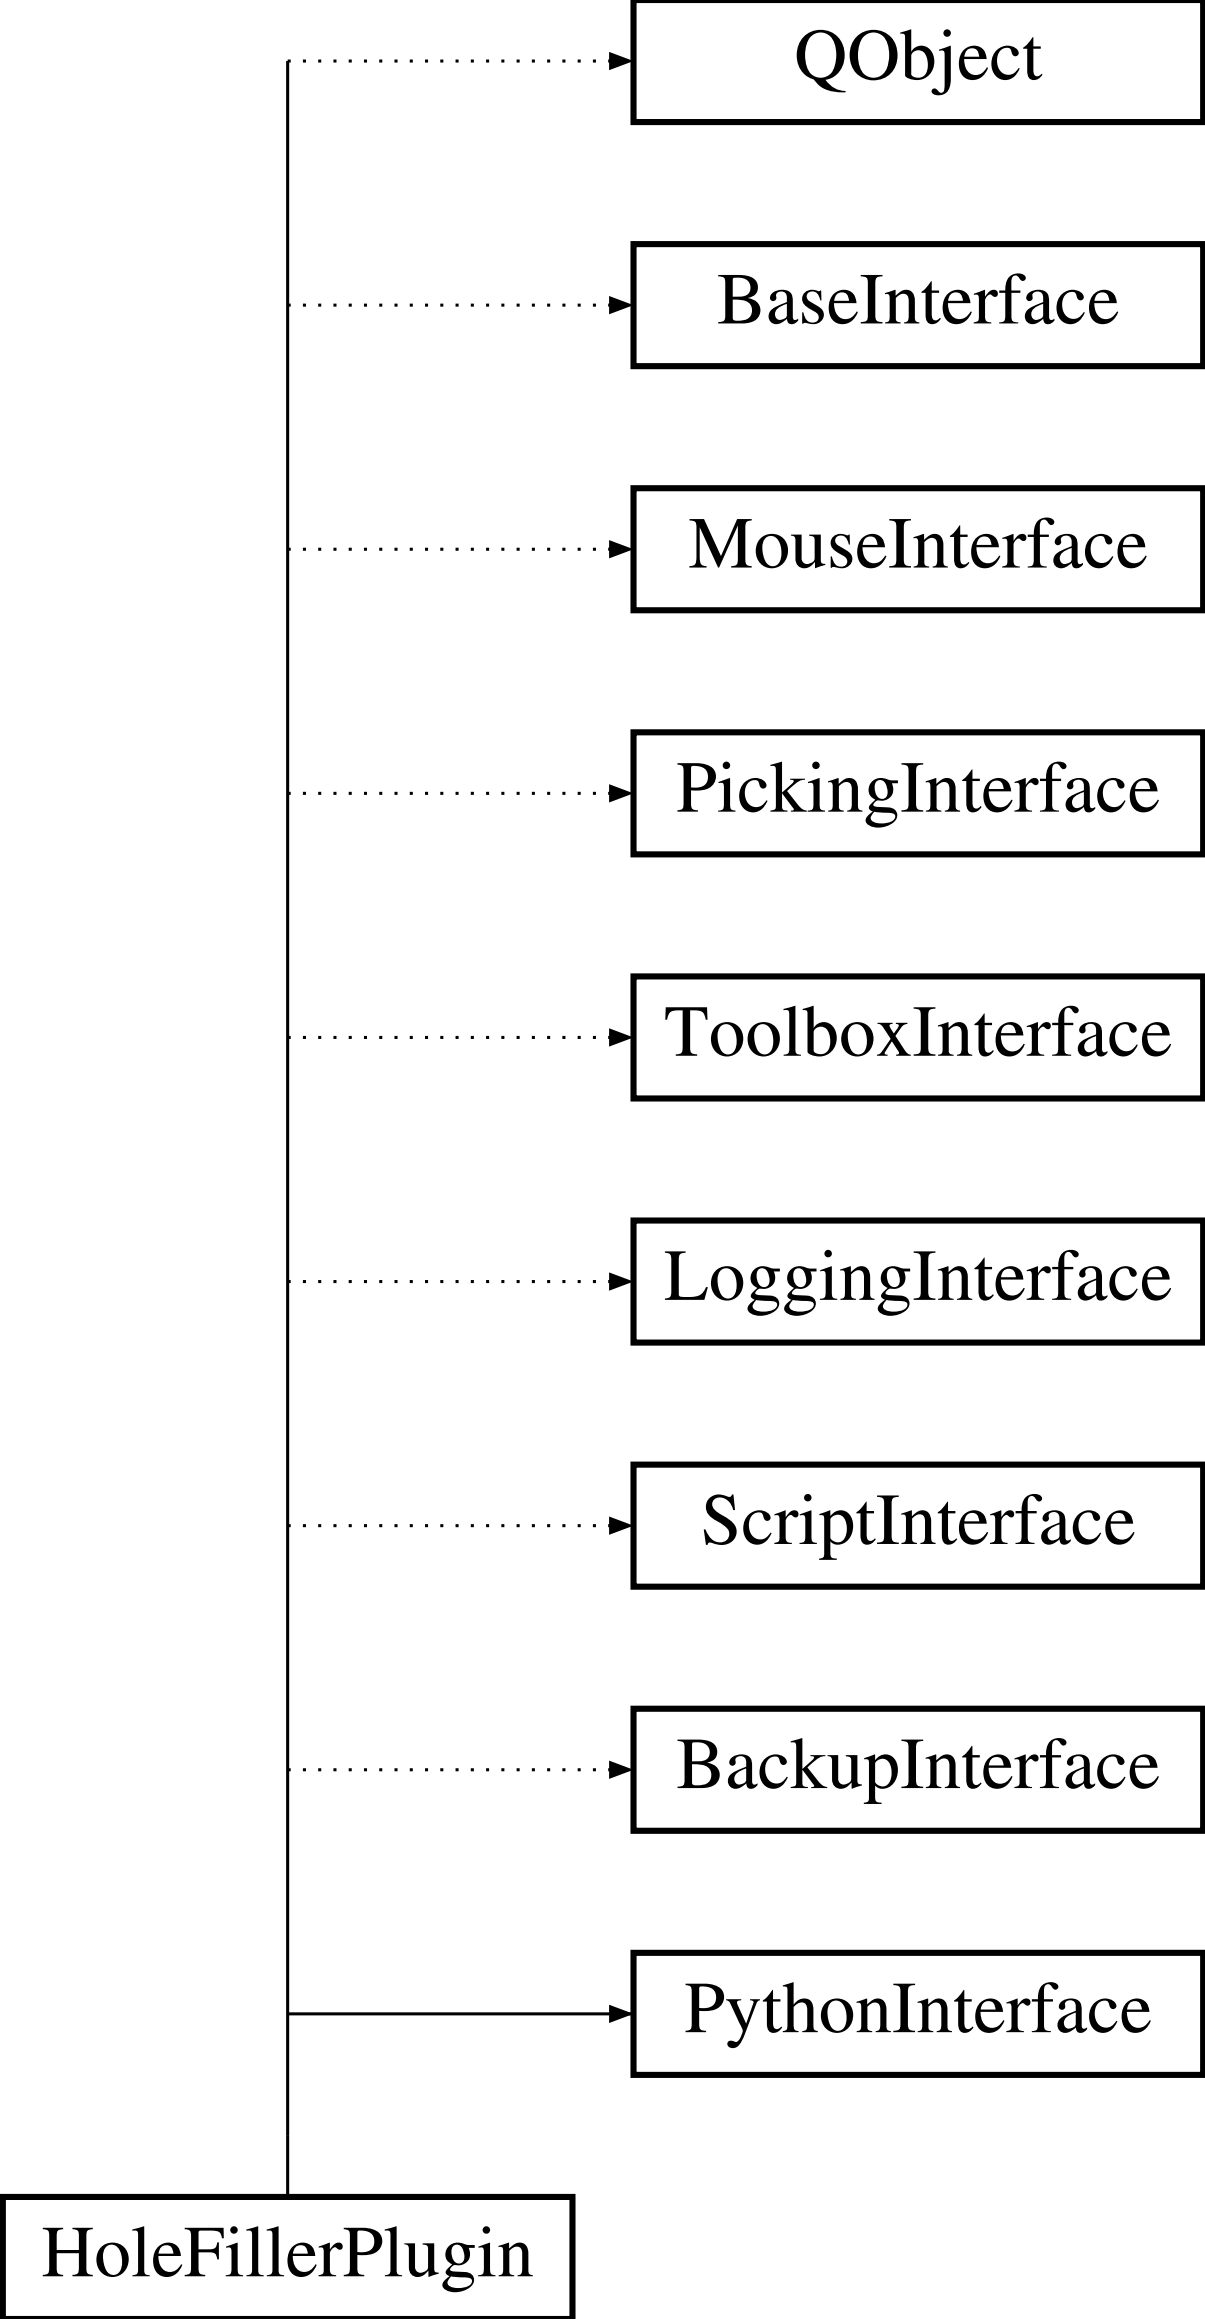 QObject
BaseInterface
MouseInterface
PickingInterface
ToolboxInterface
LoggingInterface
ScriptInterface
BackupInterface
PythonInterface
HoleFillerPlugin